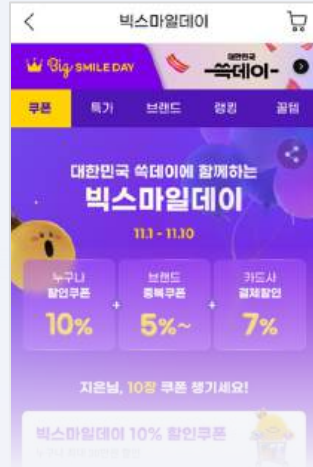 빅스마일데이
Big SMILE DAY
대한민국
-쓱데이-
쿠폰
특가
브랜드
랭킹
꿀템
대한민국 쓱데이에 함께하는
빅스마일데이
11.1 - 11.10
누구나
할인쿠폰
10%
+
브랜드
중복쿠폰
5%~
+
카드사
결제할인
7%
지은님, 10장 쿠폰 챙기세요!
빅스마일데이 10% 할인쿠폰